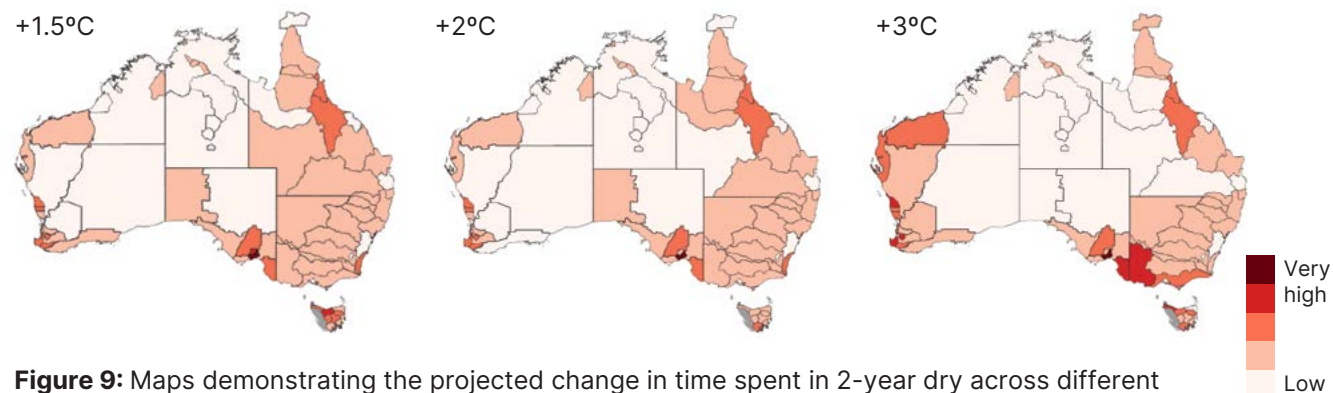 +1.5ºC
+2ºC
+3ºC
Very
high
Low
Figure 9: Maps demonstrating the projected change in time spent in 2-year dry across different